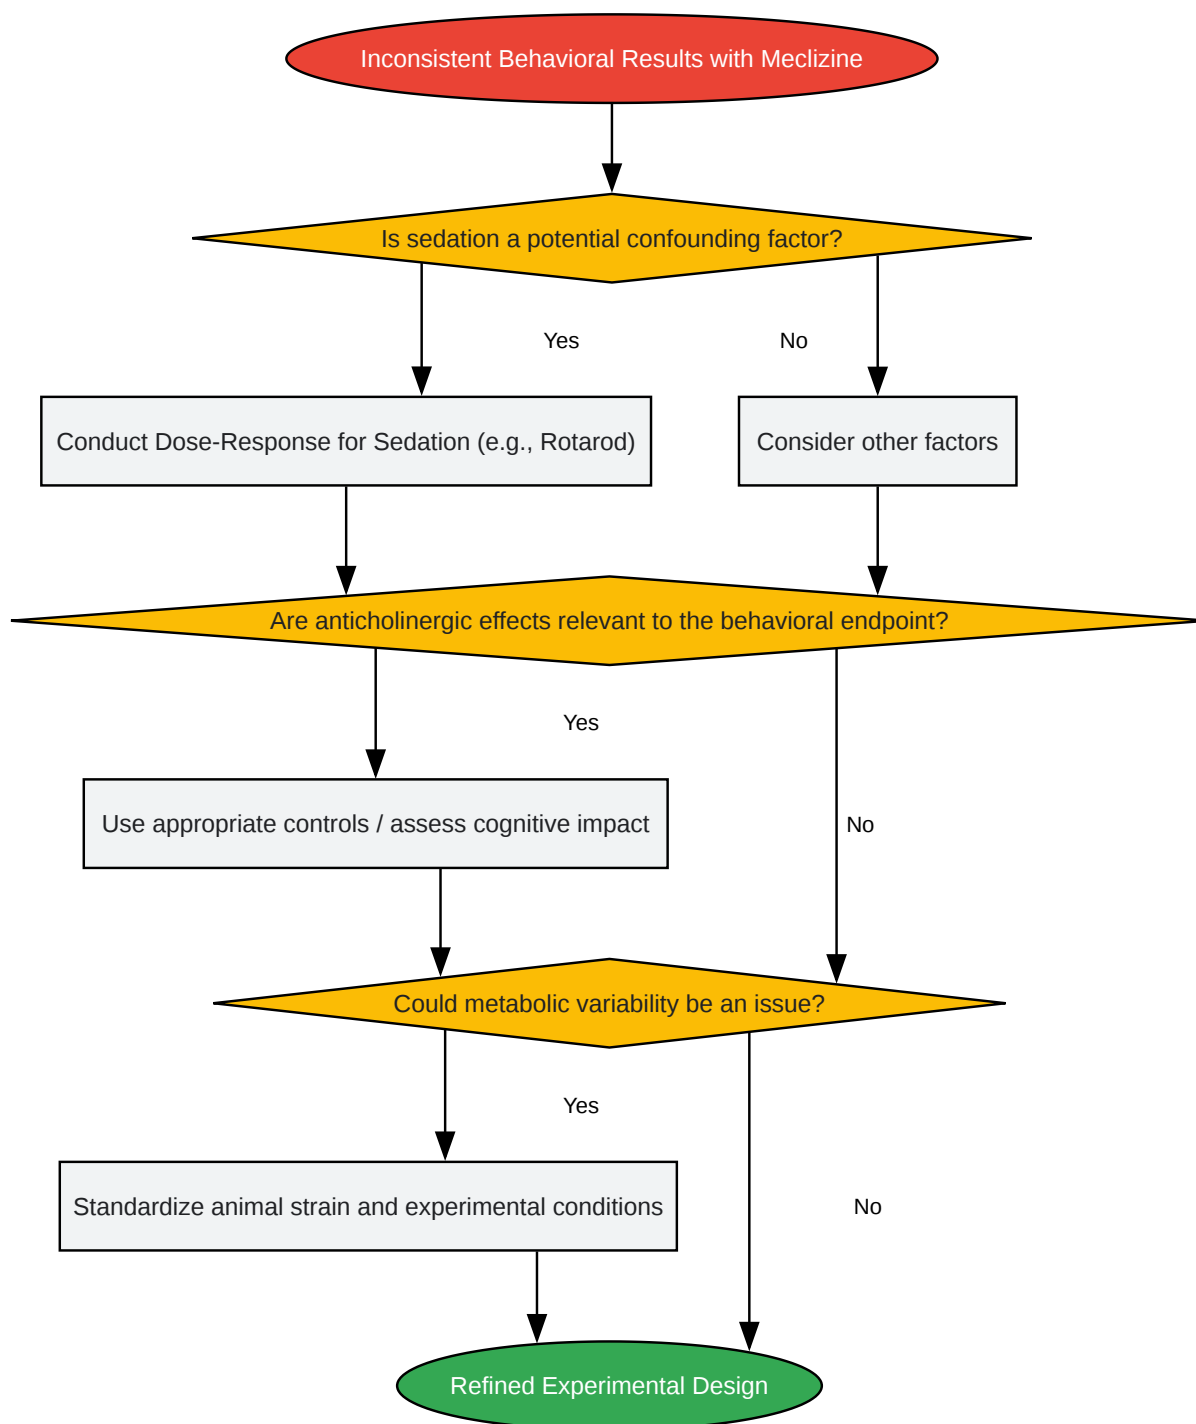 Inconsistent Behavioral Results with Meclizine
Is sedation a potential confounding factor?
Yes
No
Conduct Dose-Response for Sedation (e.g., Rotarod)
Consider other factors
Are anticholinergic effects relevant to the behavioral endpoint?
Yes
Use appropriate controls / assess cognitive impact
No
Could metabolic variability be an issue?
Yes
Standardize animal strain and experimental conditions
No
Refined Experimental Design